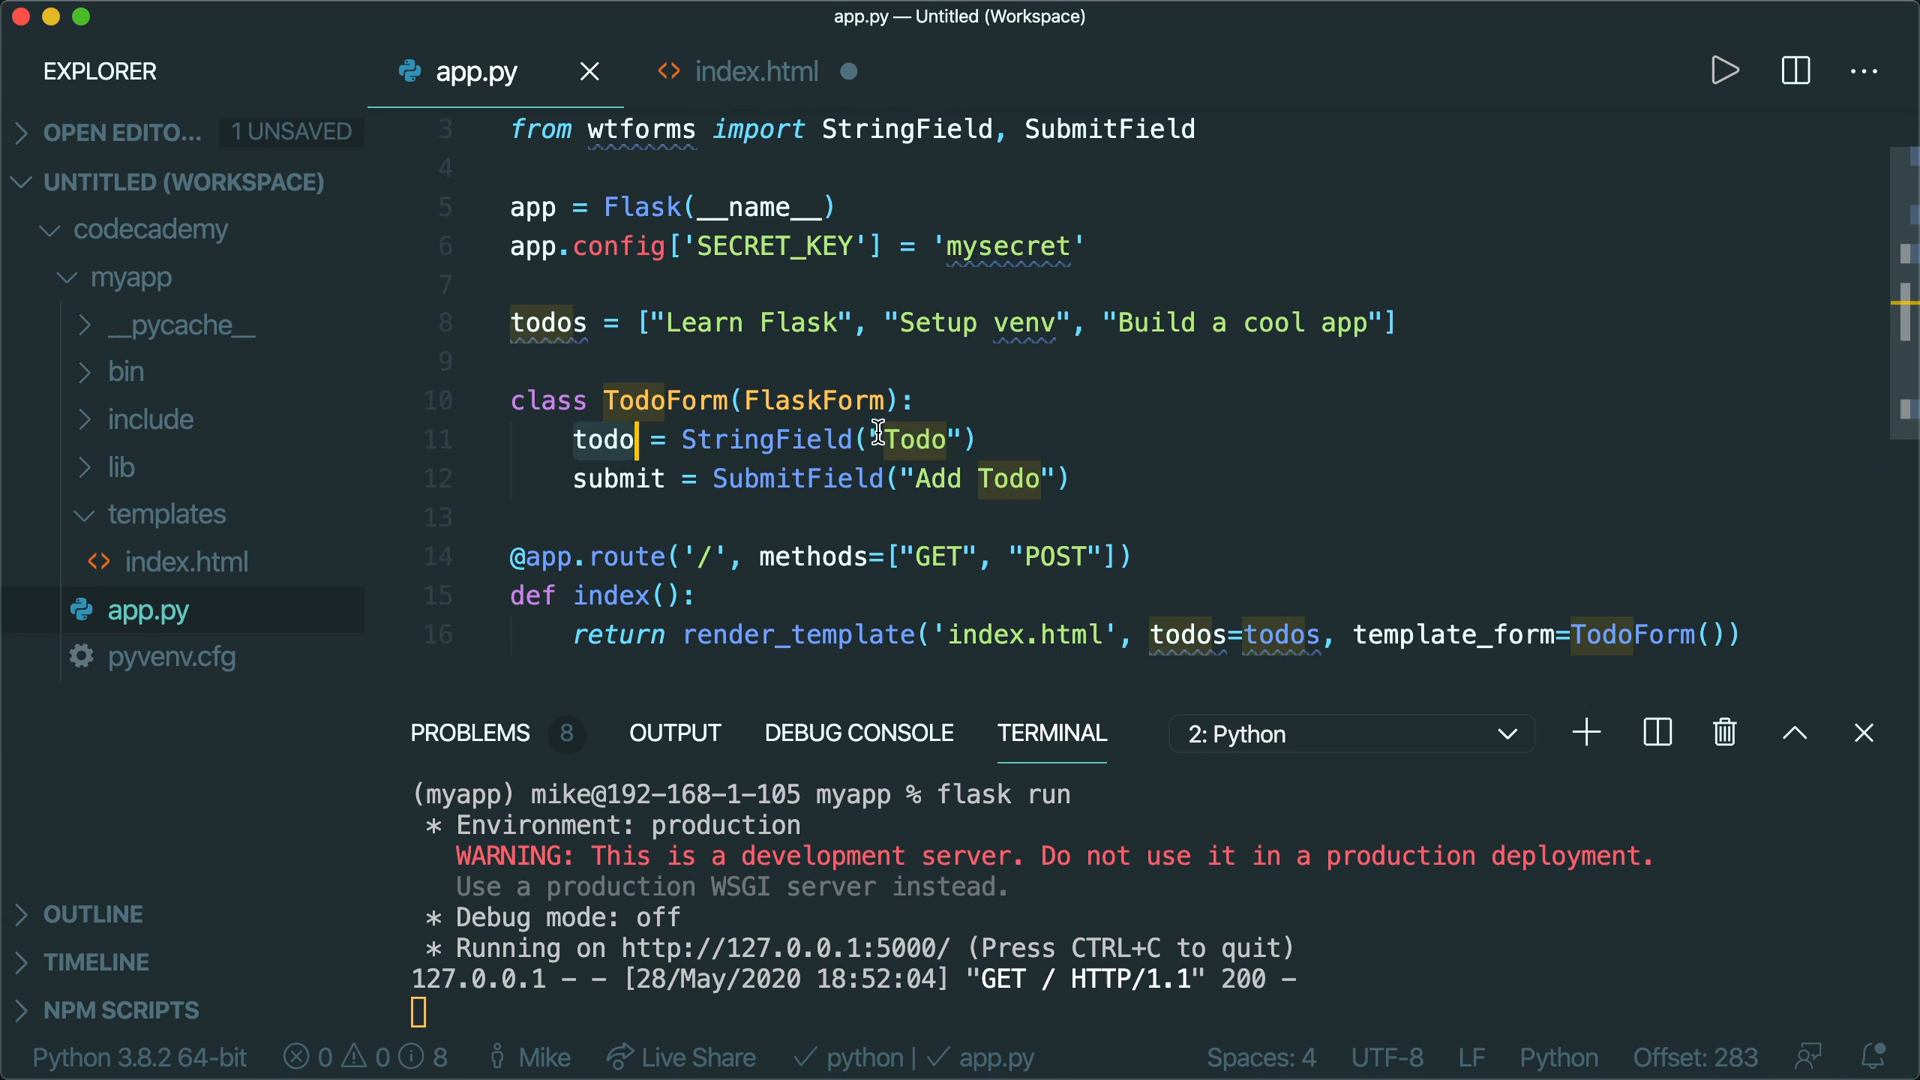 app.py — Untitled (Workspace)
EXPLORER
app.py
index.html
OPEN EDITO... 1 UNSAVED
UNTITLED (WORKSPACE)
codecademy
myapp
__pycache__
bin
include
lib
templates
index.html
app.py
pyvenv.cfg
OUTLINE
TIMELINE
NPM SCRIPTS
3 from wtforms import StringField, SubmitField
4
5 app = Flask(__name__)
6 app.config['SECRET_KEY'] = 'mysecret'
7
8 todos = ["Learn Flask", "Setup venv", "Build a cool app"]
9
10 class TodoForm(FlaskForm):
11 todo = StringField("Todo")
12 submit = SubmitField("Add Todo")
13
14 @app.route('/', methods=["GET", "POST"])
15 def index():
16 return render_template('index.html', todos=todos, template_form=TodoForm())
PROBLEMS 8 OUTPUT DEBUG CONSOLE TERMINAL 2: Python
(myapp) mike@192-168-1-105 myapp % flask run
* Environment: production
WARNING: This is a development server. Do not use it in a production deployment.
Use a production WSGI server instead.
* Debug mode: off
* Running on http://127.0.0.1:5000/ (Press CTRL+C to quit)
127.0.0.1 - - [28/May/2020 18:52:04] "GET / HTTP/1.1" 200 -
Python 3.8.2 64-bit 0 0 8 Mike Live Share python | app.py Spaces: 4 UTF-8 LF Python Offset: 283